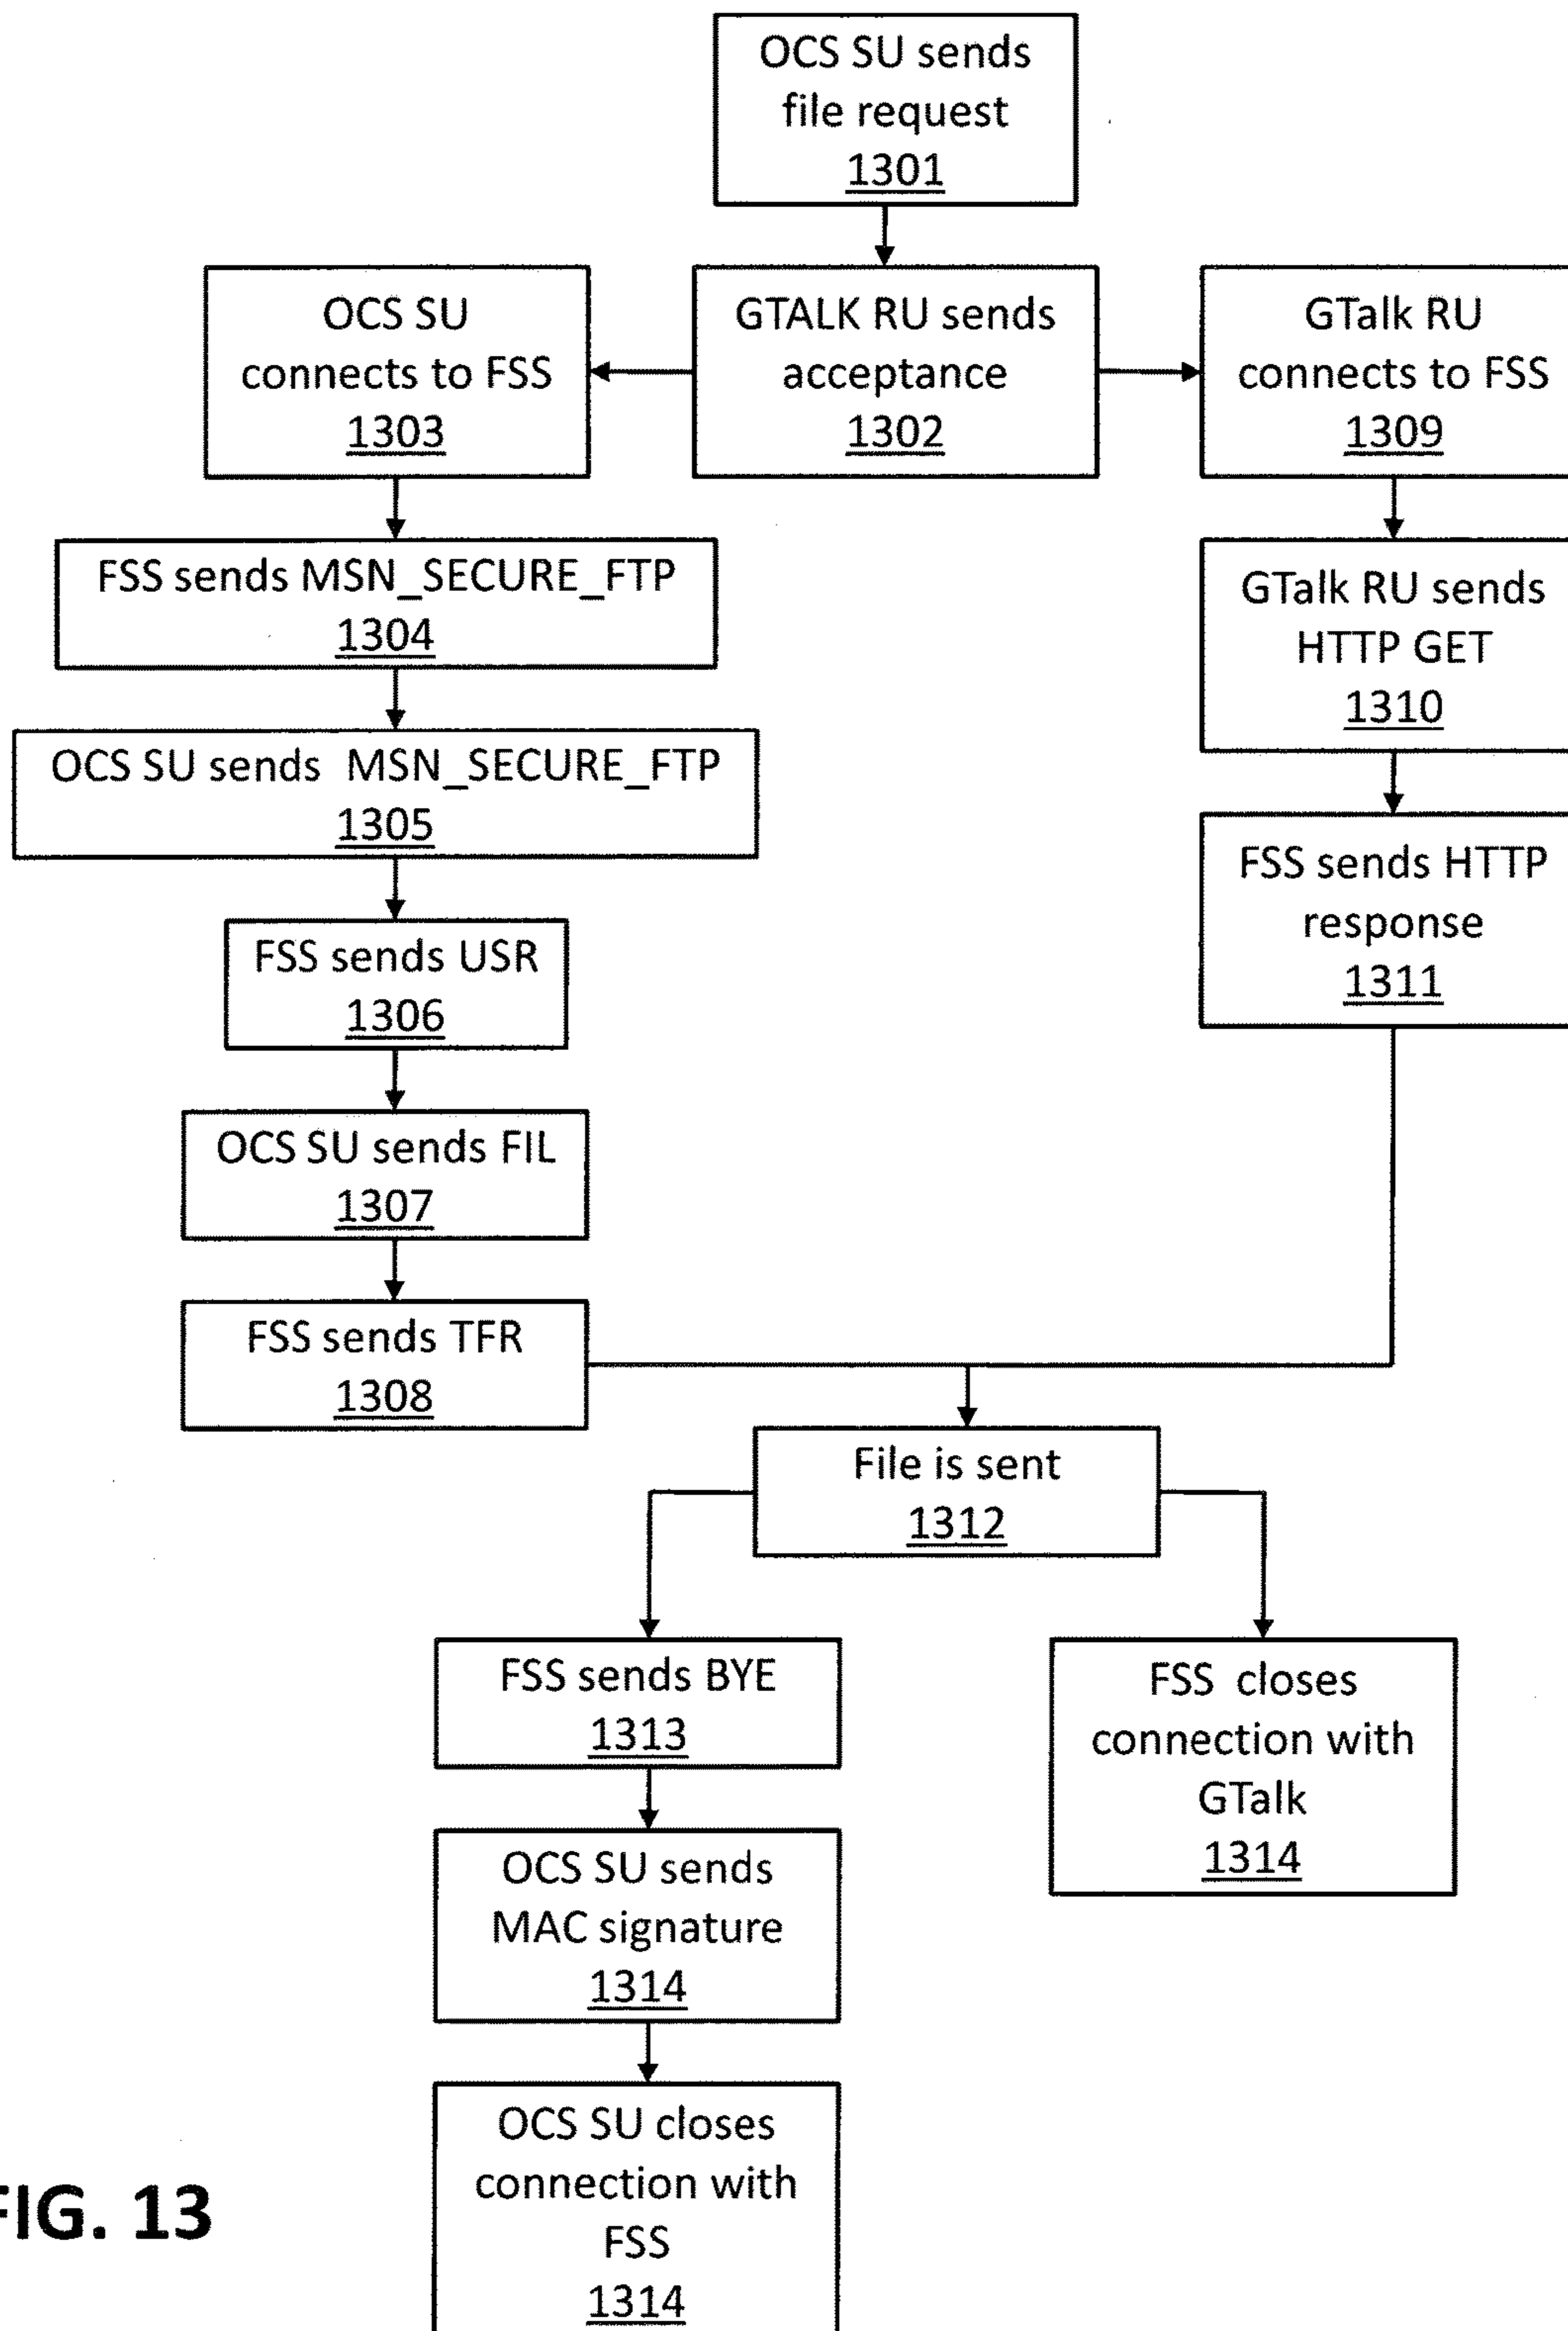 OCS SU sends
file request
1301
OCS SU
connects to FSS
1303
GTALK RU sends
acceptance
1302
GTalk RU
connects to FSS
1309
FSS sends MSN_SECURE_FTP
1304
OCS SU sends MSN_SECURE_FTP
1305
FSS sends USR
1306
OCS SU sends FIL
1307
FSS sends TFR
1308
GTalk RU sends
HTTP GET
1310
FSS sends HTTP
response
1311
File is sent
1312
FSS sends BYE
1313
OCS SU sends
MAC signature
1314
OCS SU closes
connection with
FSS
1314
FSS closes
connection with
GTalk
1314
FIG. 13